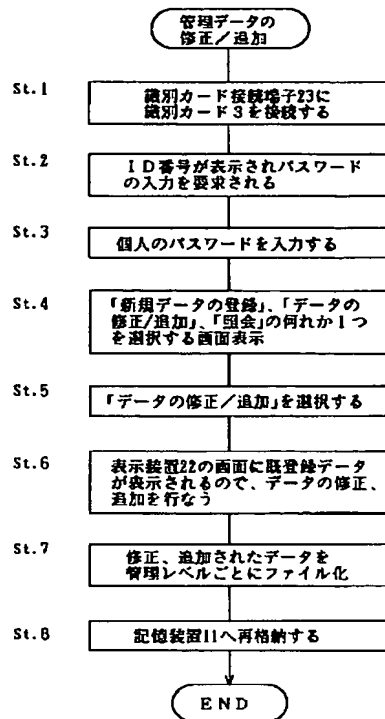 管理データの
修正／追加
St.1
識別カード接続端子23に
識別カード3を接続する
St.2
ＩＤ番号が表示されパスワード
の入力を要求される
St.3
個人のパスワードを入力する
St.4
「新規データの登録」、「データの
修正/追加」、「照会」の何れか１つ
を選択する画面表示
St.5
「データの修正／追加」を選択する
St.6
表示装置22の画面に既登録データ
が表示されるので、データの修正、
追加を行なう
St.7
修正、追加されたデータを
管理レベルごとにファイル化
St.8
記憶装置11へ再格納する
ＥＮＤ